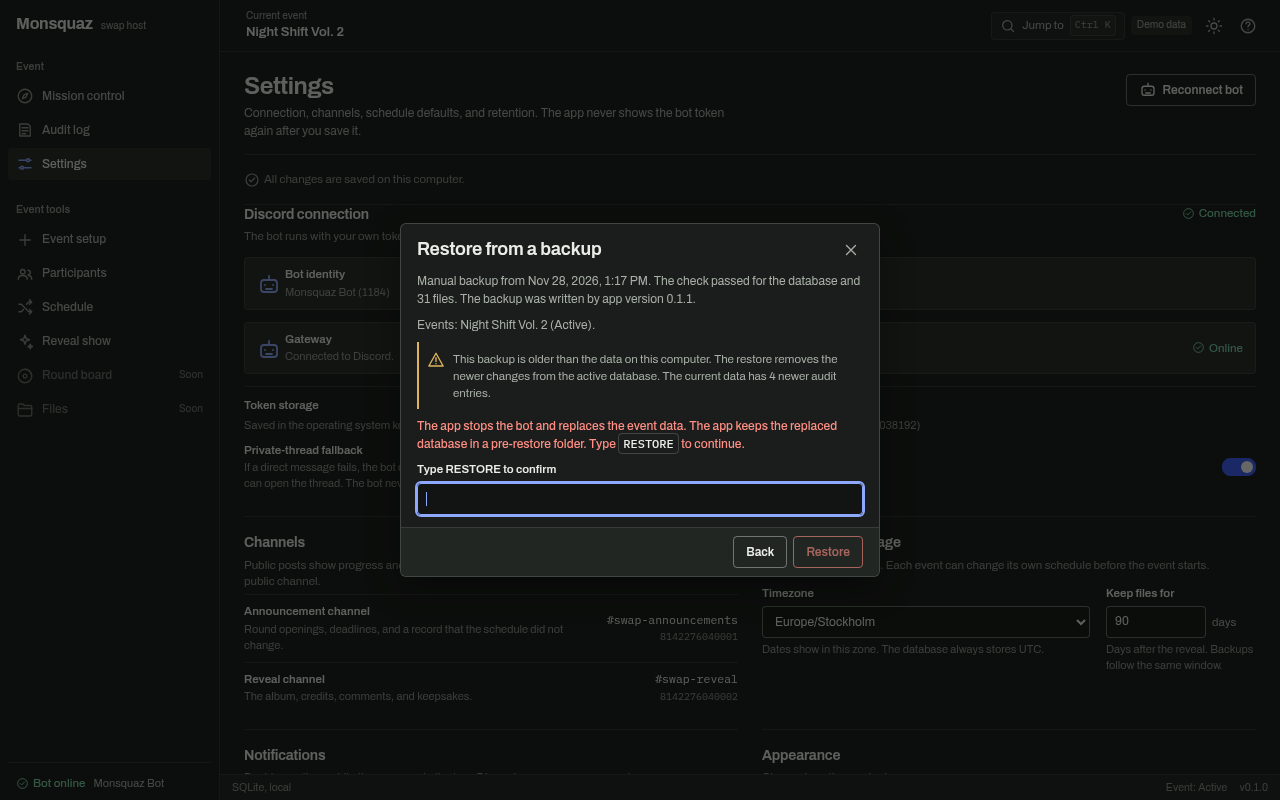 Monsquaz swap host
Current event
Night Shift Vol. 2
Jump to Ctrl K
Demo data
Event
Mission control
Audit log
Settings
Event tools
Event setup
Participants
Schedule
Reveal show
Round board Soon
Files Soon
Bot online Monsquaz Bot
Settings
Connection, channels, schedule defaults, and retention. The app never shows the bot token
again after you save it.
Reconnect bot
All changes are saved on this computer.
Discord connection
Connected
The bot runs with your own toke
Bot identity
Monsquaz Bot (1184)
Gateway
Connected to Discord.
Online
Token storage
Saved in the operating system k
038192)
Private-thread fallback
If a direct message fails, the bot
can open the thread. The bot nev
Restore from a backup
Manual backup from Nov 28, 2026, 1:17 PM. The check passed for the database and
31 files. The backup was written by app version 0.1.1.
Events: Night Shift Vol. 2 (Active).
This backup is older than the data on this computer. The restore removes the
newer changes from the active database. The current data has 4 newer audit
entries.
The app stops the bot and replaces the event data. The app keeps the replaced
database in a pre-restore folder. Type RESTORE to continue.
Type RESTORE to confirm
Back
Restore
Channels
Public posts show progress and
public channel.
Announcement channel
Round openings, deadlines, and a record that the schedule did not
change.
#swap-announcements
8142276040001
Reveal channel
The album, credits, comments, and keepsakes.
#swap-reveal
8142276040002
age
. Each event can change its own schedule before the event starts.
Timezone
Europe/Stockholm
Dates show in this zone. The database always stores UTC.
Keep files for
90 days
Days after the reveal. Backups
follow the same window.
Notifications
Appearance
SQLite, local
Event: Active v0.1.0